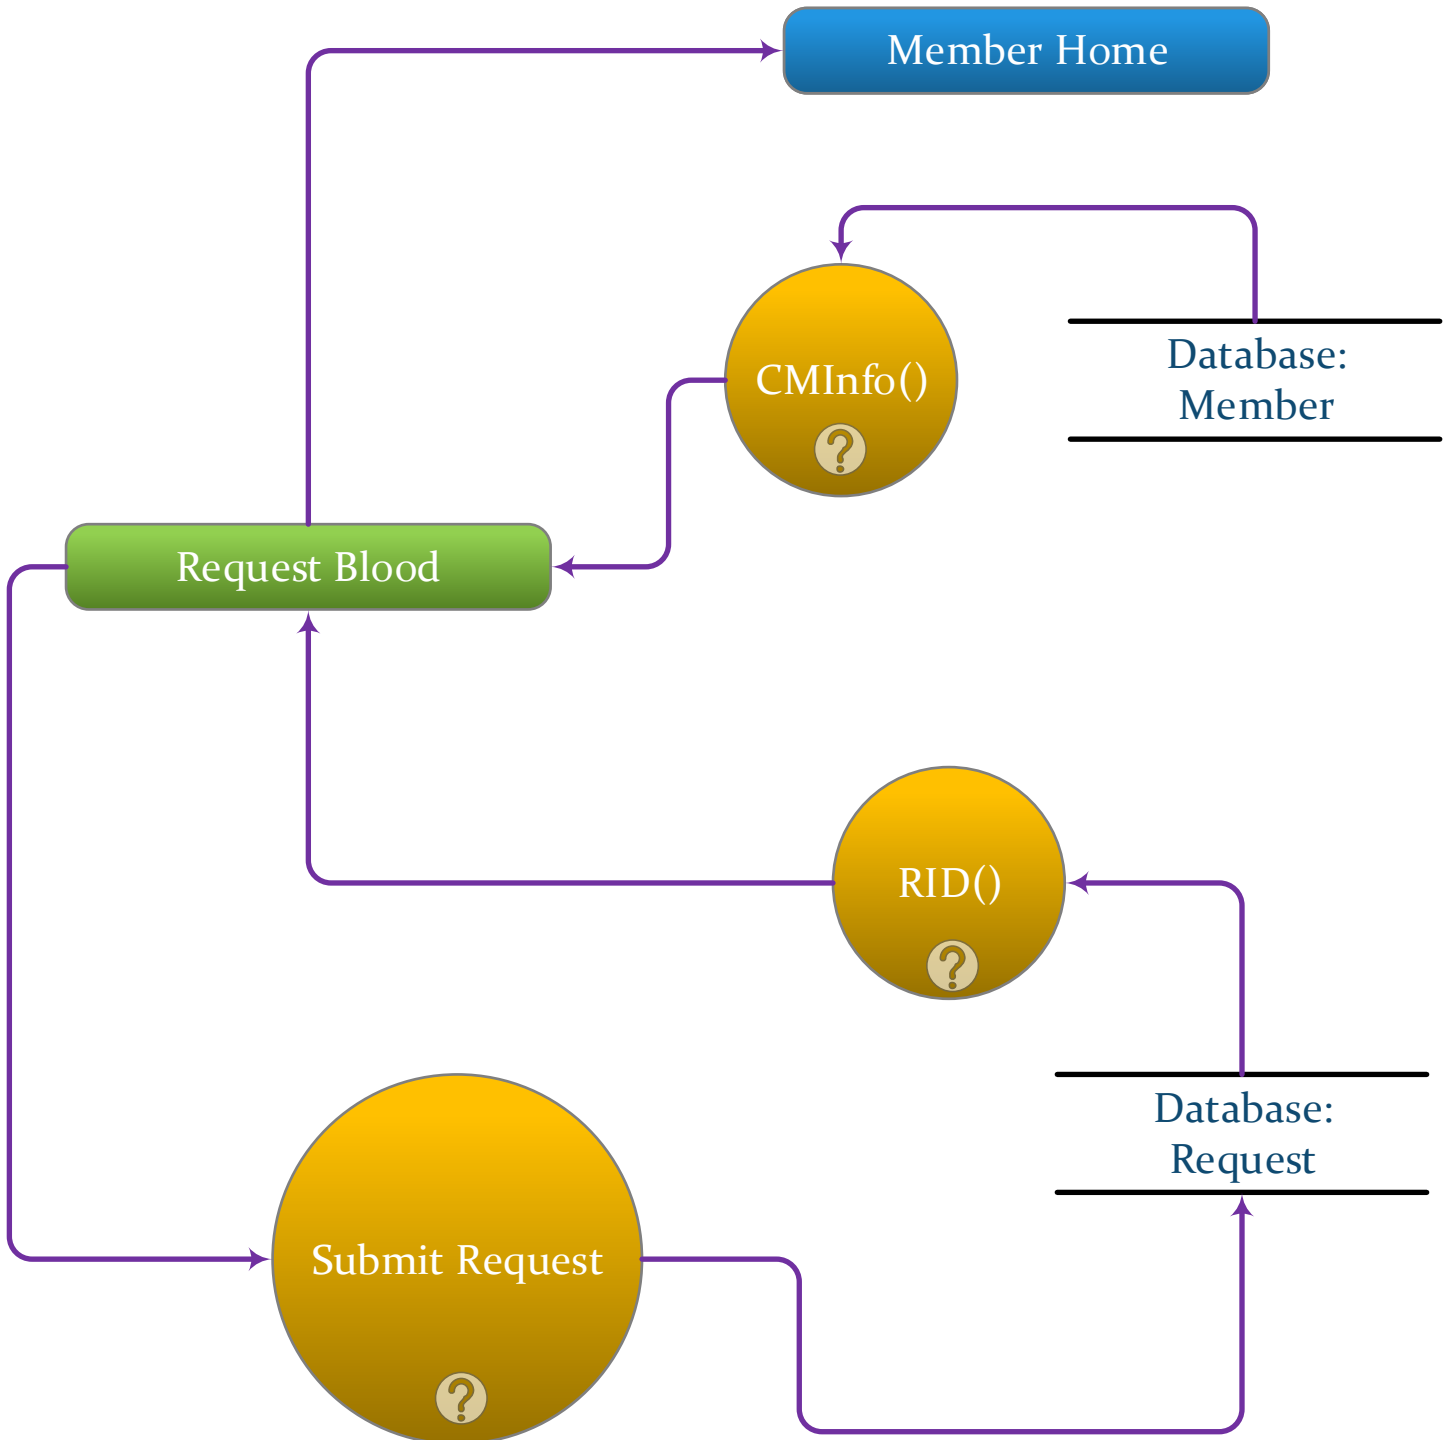 Member Home
Database:
Member
CMInfo()
?
Request Blood
RID()
?
Database:
Request
Submit Request
?